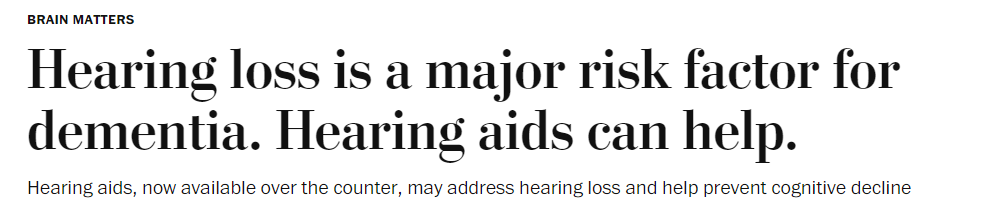 BRAIN MATTERS
Hearing loss is a major risk factor for
dementia. Hearing aids can help.
Hearing aids, now available over the counter, may address hearing loss and help prevent cognitive decline